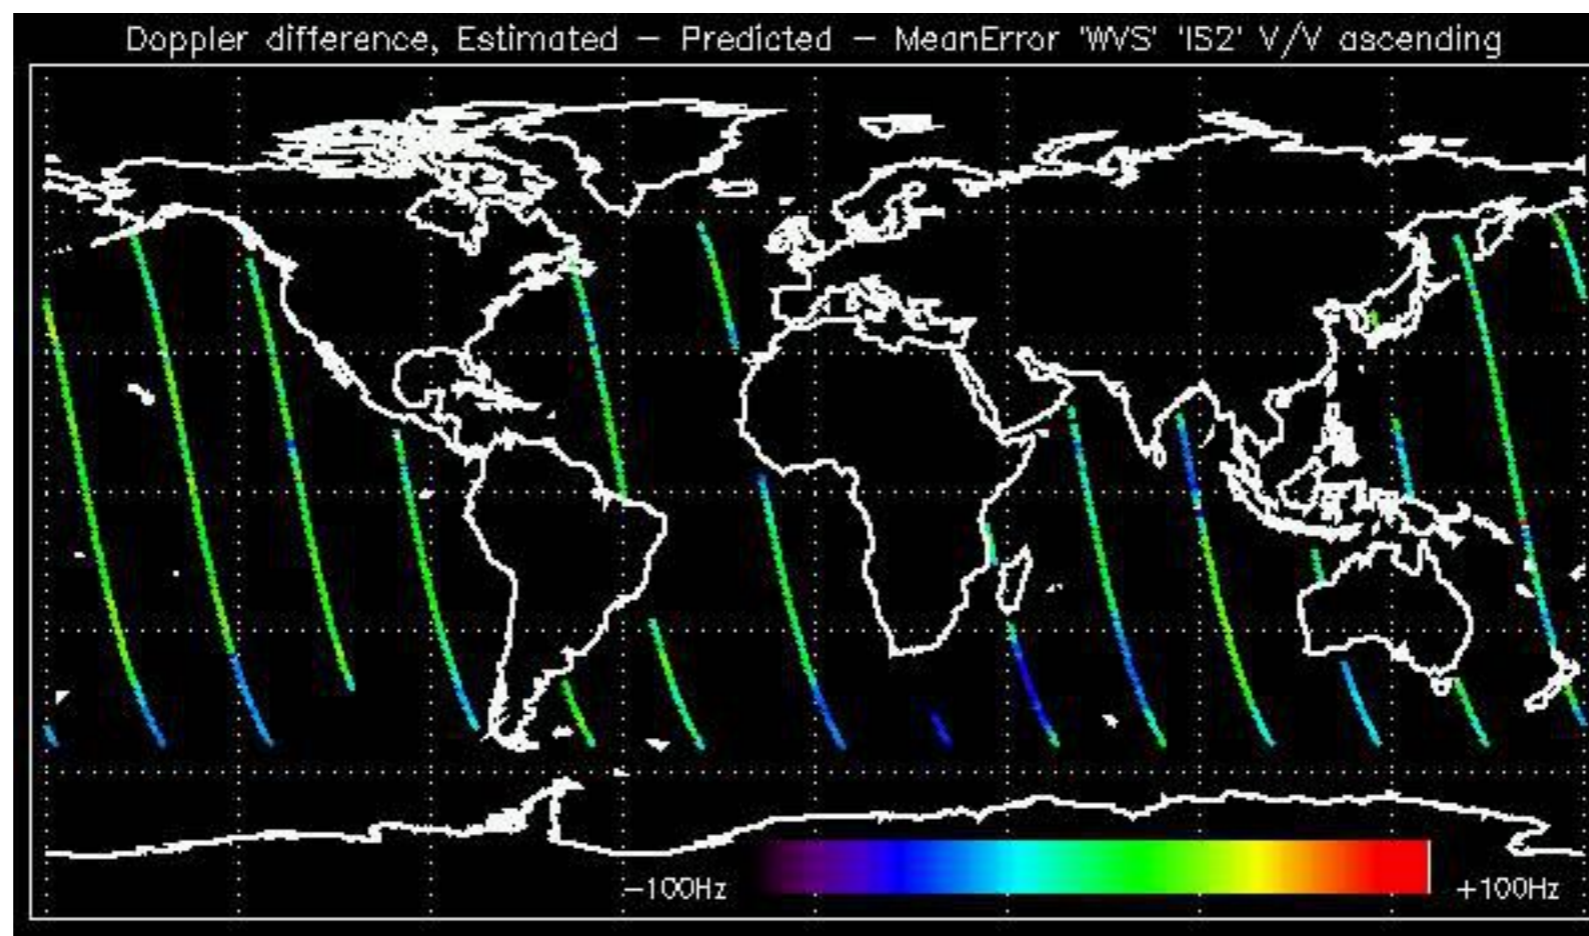 Doppler difference, Estimated – Predicted – MeanError 'WVS' 'IS2' V/V ascending
–100Hz +100Hz